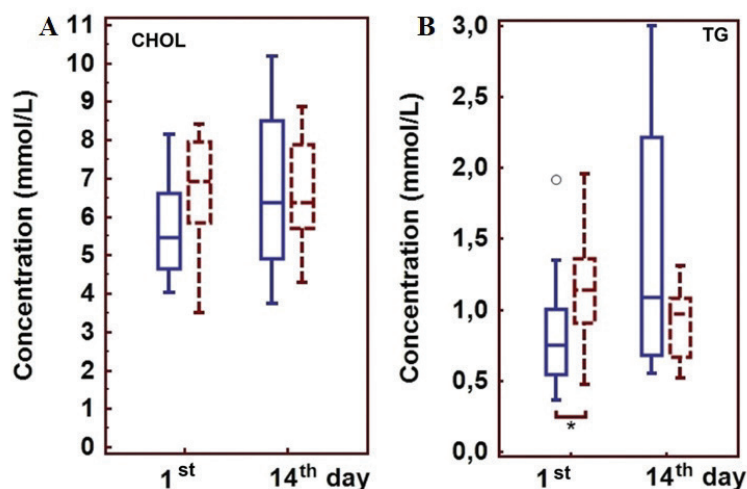 A
CHOL
Concentration (mmol/L)
11
10
9
8
7
6
5
4
3
2
1
0
1st
14th day
B
TG
Concentration (mmol/L)
3,0
2,5
2,0
1,5
1,0
0,5
0,0
*
1st
14th day